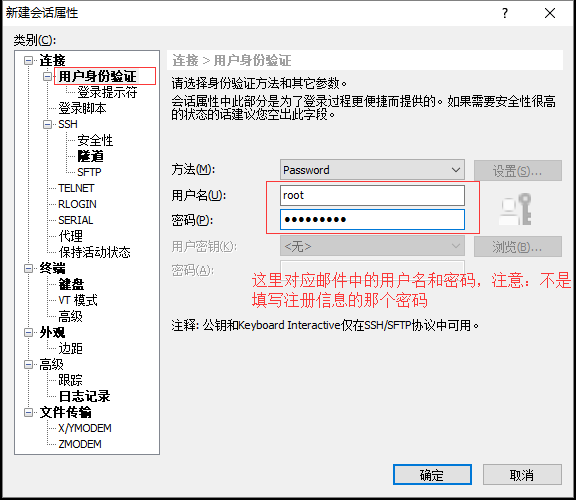 新建会话属性
类别(C):
连接
用户身份验证
登录提示符
登录脚本
SSH
安全性
隧道
SFTP
TELNET
RLOGIN
SERIAL
代理
保持活动状态
终端
键盘
VT 模式
高级
外观
边距
高级
跟踪
日志记录
文件传输
X/YMODEM
ZMODEM
连接 > 用户身份验证
请选择身份验证方法和其它参数。
会话属性中此部分是为了登录过程更便捷而提供的。如果需要安全性很高
的状态的话建议您空出此字段。
方法(M): Password 设置(S)...
用户名(U): root
密码(P): ●●●●●●●●●
用户密钥(K): <无> 浏览(B)...
密码(A):
这里对应邮件中的用户名和密码，注意：不是
填写注册信息的那个密码
注释: 公钥和Keyboard Interactive仅在SSH/SFTP协议中可用。
确定 取消